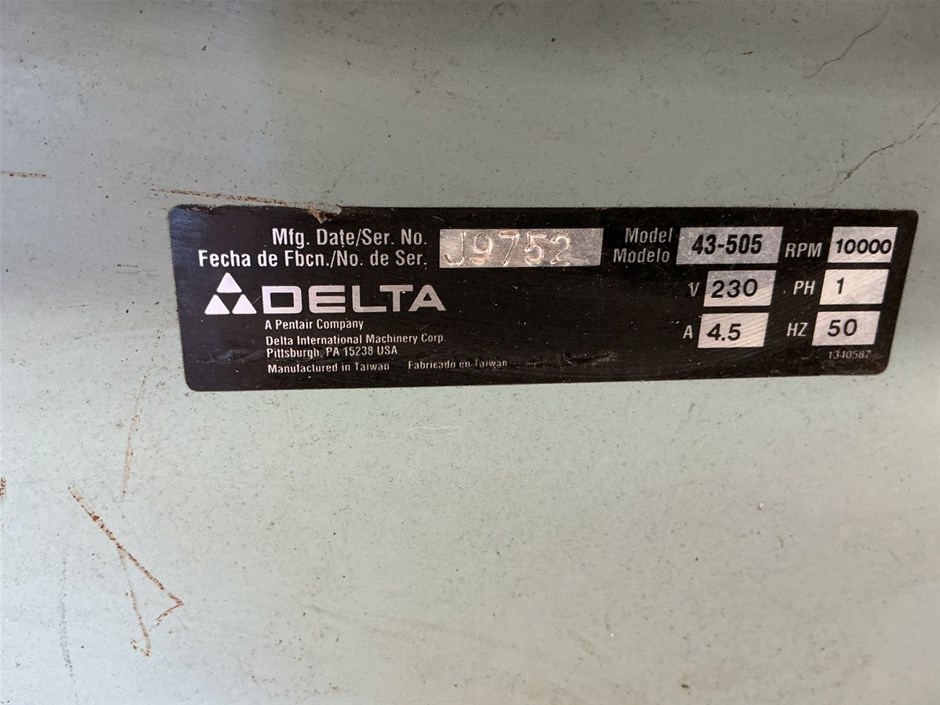 Mfg. Date/Ser. No.
Fecha de Fbcn./No. de Ser.
J9752
DELTA
A Pentair Company
Delta International Machinery Corp
Pittsburgh, PA 15238 USA
Manufactured in Taiwan Fabricado en Taiwan
Model
Modelo
43-505
RPM 10000
V 230 PH 1
A 4.5 HZ 50
1340587